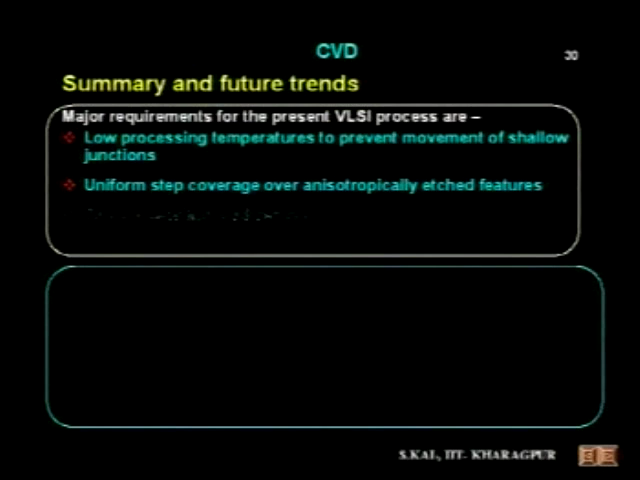 CVD
30
Summary and future trends
Major requirements for the present VLSI process are –
Low processing temperatures to prevent movement of shallow
junctions
Uniform step coverage over anisotropically etched features
S.KAL, IIT- KHARAGPUR